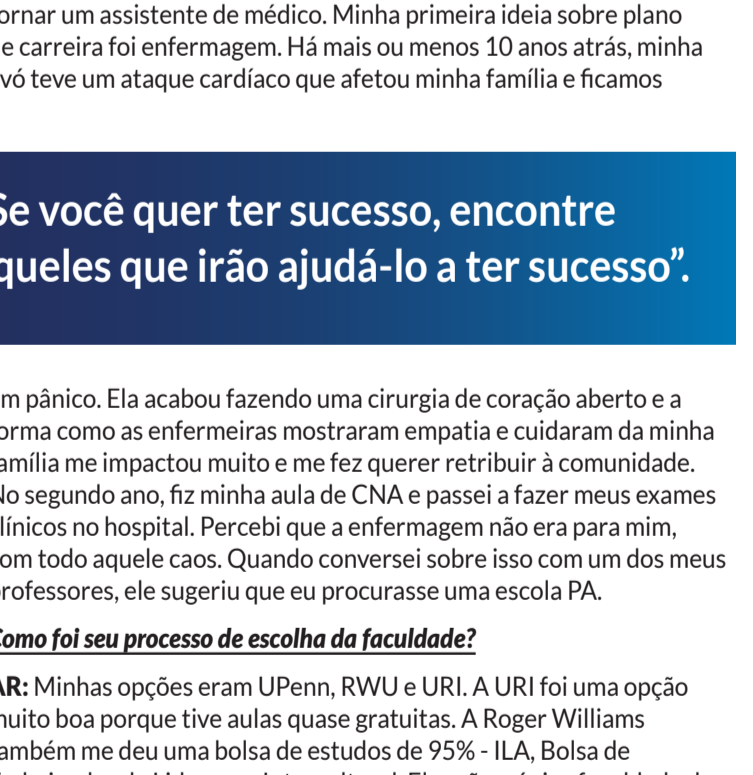 ornar um assistente de médico. Minha primeira ideia sobre plano
e carreira foi enfermagem. Há mais ou menos 10 anos atrás, minha
vó teve um ataque cardíaco que afetou minha família e ficamos
Se você quer ter sucesso, encontre
queles que irão ajudá-lo a ter sucesso”.
m pânico. Ela acabou fazendo uma cirurgia de coração aberto e a
orma como as enfermeiras mostraram empatia e cuidaram da minha
amília me impactou muito e me fez querer retribuir à comunidade.
No segundo ano, fiz minha aula de CNA e passei a fazer meus exames
línicos no hospital. Percebi que a enfermagem não era para mim,
om todo aquele caos. Quando conversei sobre isso com um dos meus
rofessores, ele sugeriu que eu procurasse uma escola PA.
Como foi seu processo de escolha da faculdade?
AR: Minhas opções eram UPenn, RWU e URI. A URI foi uma opção
muito boa porque tive aulas quase gratuitas. A Roger Williams
ambém me deu uma bolsa de estudos de 95% - ILA, Bolsa de